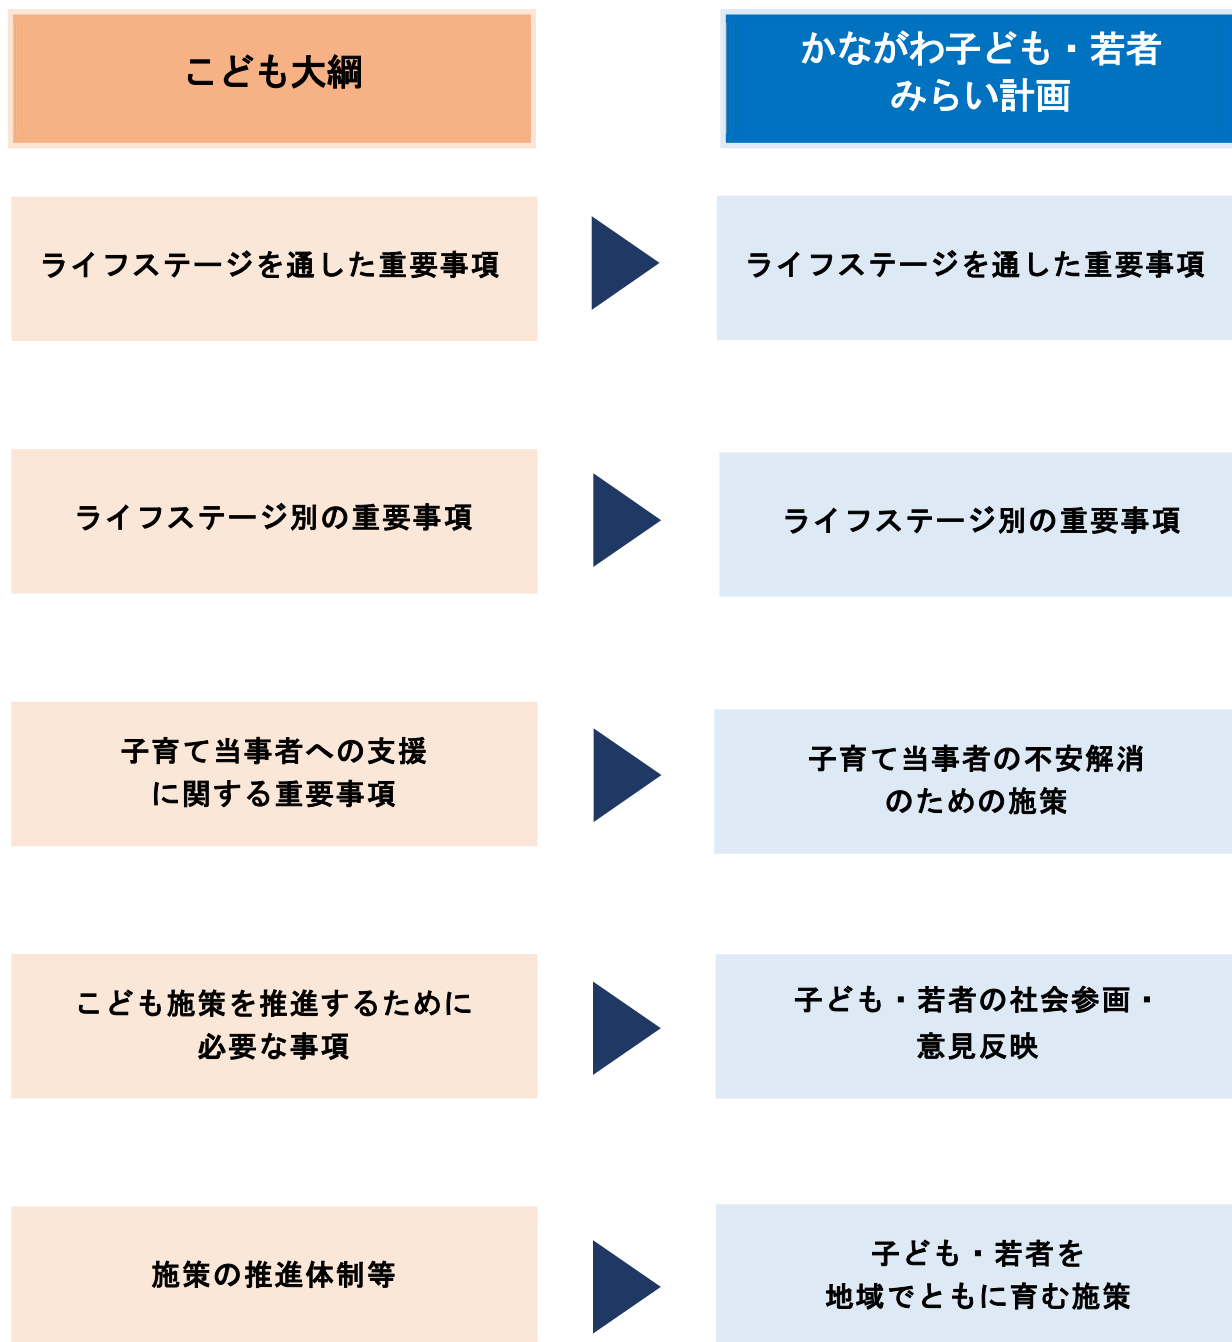 こども大綱
かながわ子ども・若者
みらい計画
ライフステージを通した重要事項
ライフステージを通した重要事項
ライフステージ別の重要事項
ライフステージ別の重要事項
子育て当事者への支援
に関する重要事項
子育て当事者の不安解消
のための施策
こども施策を推進するために
必要な事項
子ども・若者の社会参画・
意見反映
施策の推進体制等
子ども・若者を
地域でともに育む施策